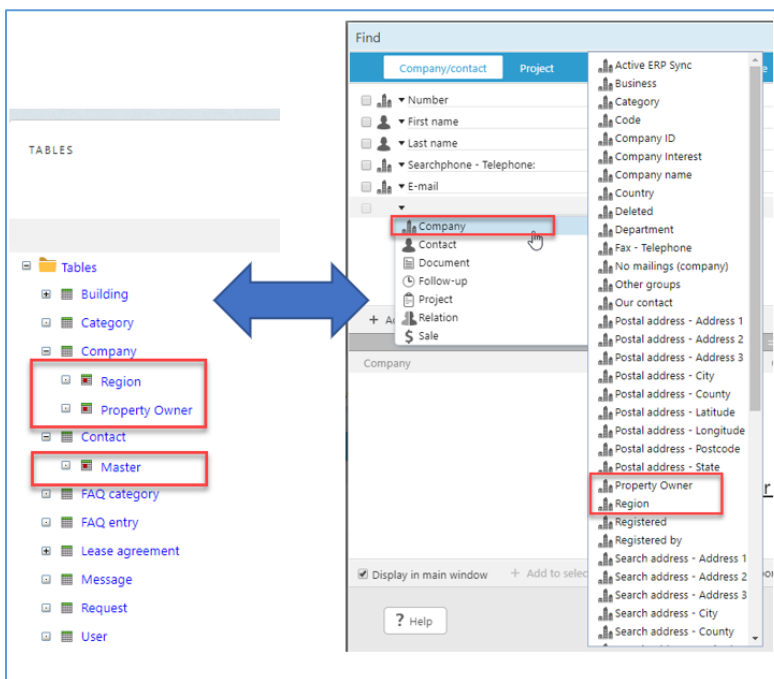 TABLES
Tables
Building
Category
Company
Region
Property Owner
Contact
Master
FAQ category
FAQ entry
Lease agreement
Message
Request
User
Find
Company/contact
Project
Number
First name
Last name
Searchphone - Telephone:
E-mail
Company
Contact
Document
Follow-up
Project
Relation
Sale
Company
Display in main window
+ Add to selec
? Help
Active ERP Sync
Business
Category
Code
Company ID
Company Interest
Company name
Country
Deleted
Department
Fax - Telephone
No mailings (company)
Other groups
Our contact
Postal address - Address 1
Postal address - Address 2
Postal address - Address 3
Postal address - City
Postal address - County
Postal address - Latitude
Postal address - Longitude
Postal address - Postcode
Postal address - State
Property Owner
Region
Registered
Registered by
Search address - Address 1
Search address - Address 2
Search address - Address 3
Search address - City
Search address - County